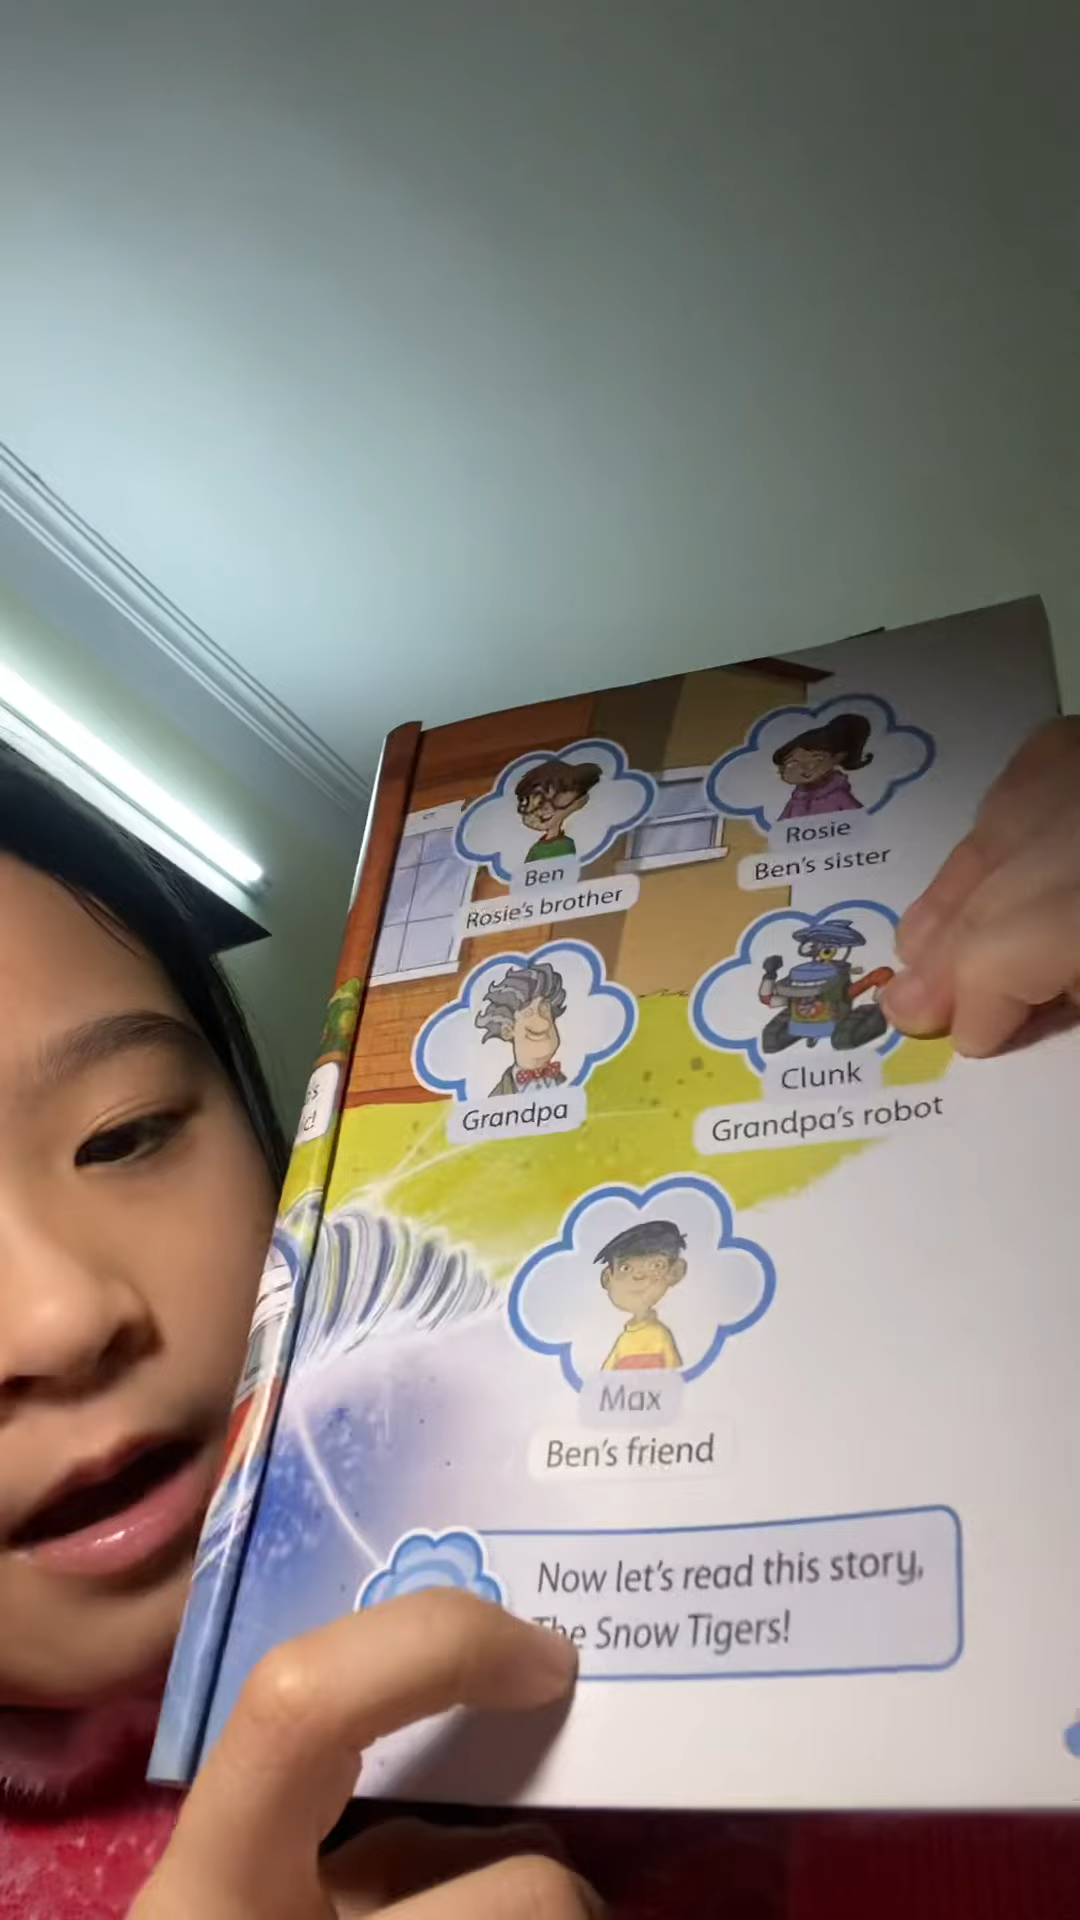 Ben
Rosie's brother
Rosie
Ben's sister
Grandpa
Clunk
Grandpa's robot
Max
Ben's friend
Now let's read this story,
The Snow Tigers!